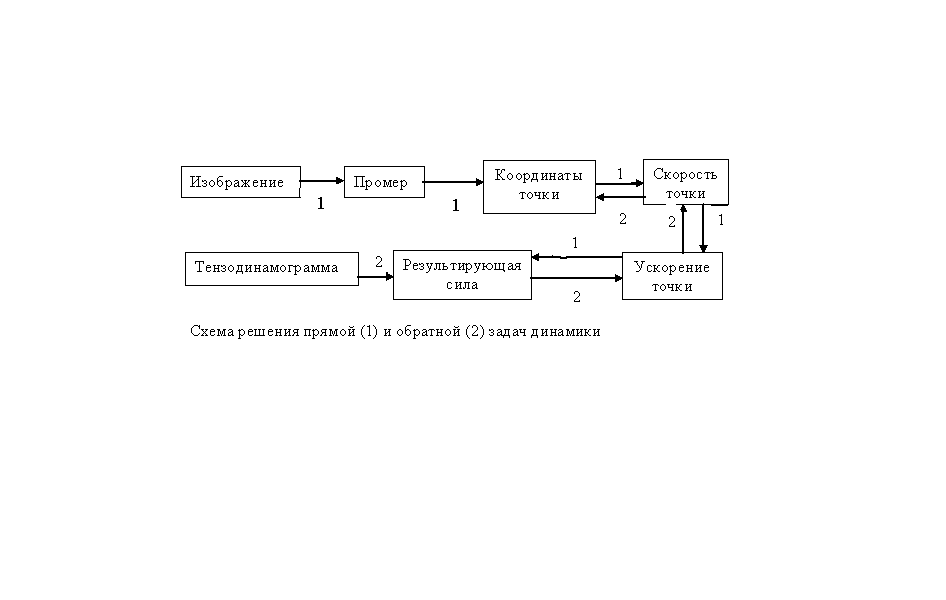 Изображение
1
Промер
1
Координаты
точки
1
2
Скорость
точки
2
1
Тензодинамограмма
2
Результирующая
сила
1
2
Ускорение
точки
Схема решения прямой (1) и обратной (2) задач динамики